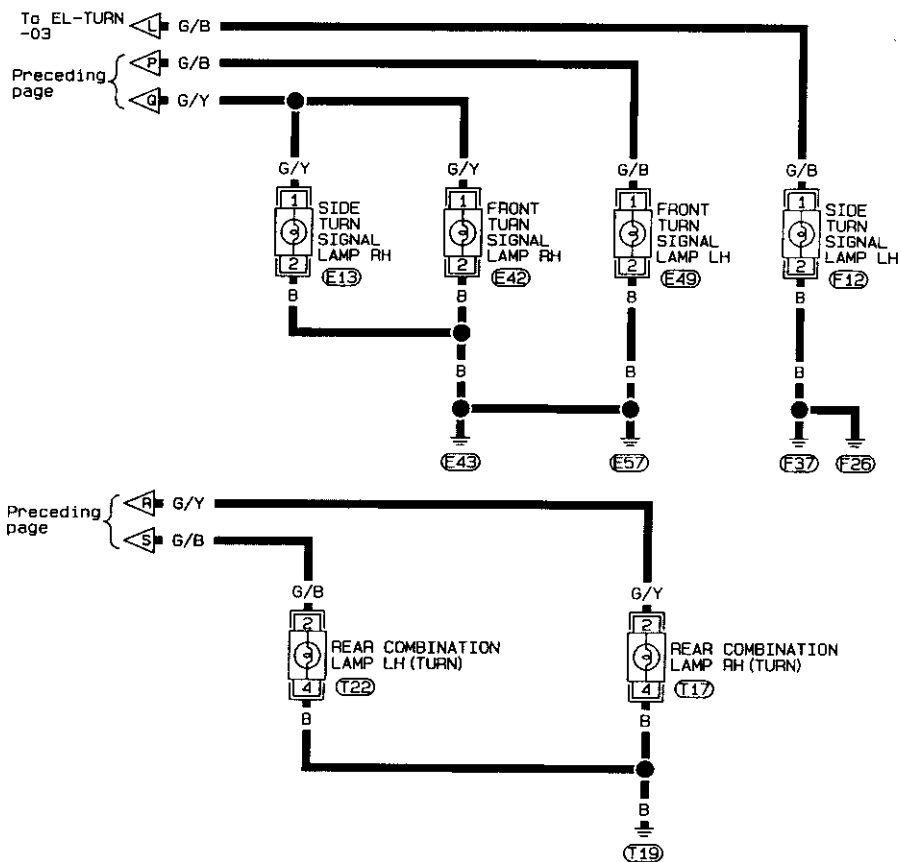 To EL-TURN
-03
L G/B
Preceding
page
P G/B
Q G/Y
G/Y G/Y G/B G/B
1 1 1 1
SIDE
TURN
SIGNAL
LAMP RH
FRONT
TURN
SIGNAL
LAMP RH
FRONT
TURN
SIGNAL
LAMP LH
SIDE
TURN
SIGNAL
LAMP LH
2 2 2 2
E13 E42 E49 F12
B B B B
B B
E43 E57 F37 F26
Preceding
page
R G/Y
S G/B
G/B G/Y
2 2
REAR COMBINATION
LAMP LH (TURN)
REAR COMBINATION
LAMP RH (TURN)
4 4
T22 T17
B B
B
T19